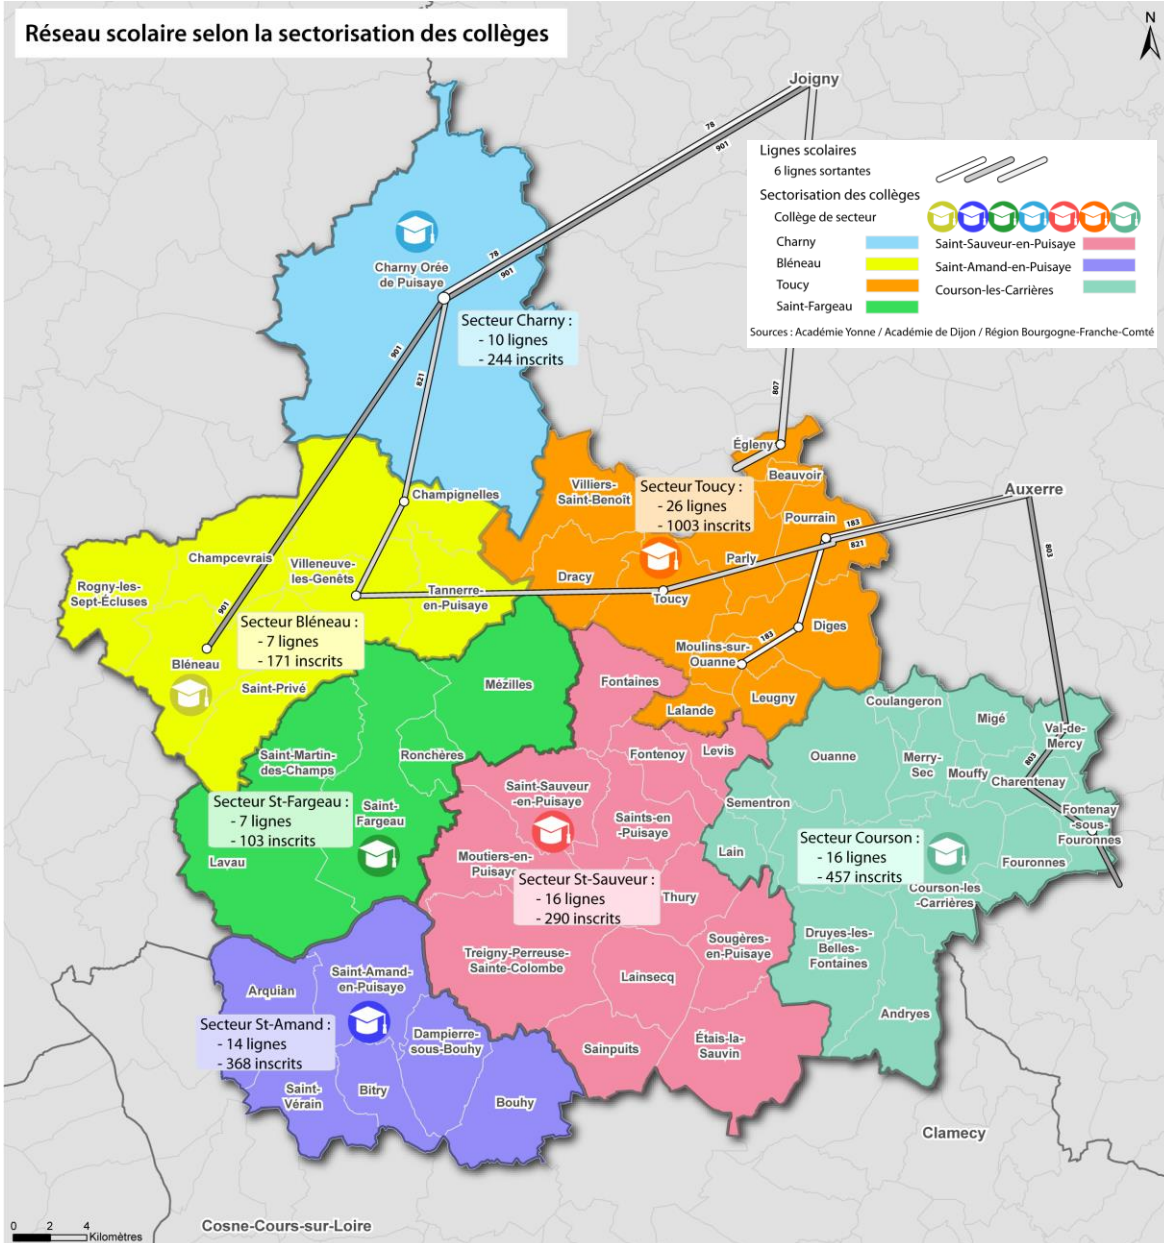 Réseau scolaire selon la sectorisation des collèges
N
Joigny
78
901
Lignes scolaires
6 lignes sortantes
Sectorisation des collèges
Collège de secteur
Charny
Bléneau
Toucy
Saint-Fargeau
Saint-Sauveur-en-Puisaye
Saint-Amand-en-Puisaye
Courson-les-Carrières
Sources : Académie Yonne / Académie de Dijon / Région Bourgogne-Franche-Comté
78
901
Charny Orée
de Puisaye
Secteur Charny :
- 10 lignes
- 244 inscrits
901
821
807
Égleny
Beauvoir
Villiers-
Saint-Benoît
Secteur Toucy :
- 26 lignes
- 1003 inscrits
Pourrain
183
821
Auxerre
803
Champignelles
Champcevrais
Villeneuve-
les-Genêts
Rogny-les-
Sept-Écluses
Tannerre-
en-Puisaye
Parly
Dracy
Toucy
901
Secteur Bléneau :
- 7 lignes
- 171 inscrits
Bléneau
Saint-Privé
Diges
183
Moulins-sur-
Ouanne
Leugny
Lalande
Fontaines
Mézilles
Saint-Martin-
des-Champs
Ronchères
Fontenoy
Levis
Coulangeron
Migé
Val-de-
Mercy
803
Ouanne
Merry-
Sec
Mouffy
Charentenay
Fontenay
-sous-
Fouronnes
Secteur St-Fargeau :
- 7 lignes
- 103 inscrits
Saint-
Fargeau
Lavau
Saint-Sauveur
-en-Puisaye
Saints-en
-Puisaye
Sementron
Lain
Secteur Courson :
- 16 lignes
- 457 inscrits
Fouronnes
Courson-les
-Carrières
Moutiers-en-
Puisaye
Secteur St-Sauveur :
- 16 lignes
- 290 inscrits
Thury
Treigny-Perreuse-
Sainte-Colombe
Lainsecq
Sougères-
en-Puisaye
Druyes-les-
Belles-
Fontaines
Andryes
Arquian
Saint-Amand-
en-Puisaye
Secteur St-Amand :
- 14 lignes
- 368 inscrits
Dampierre-
sous-Bouhy
Sainpuits
Étais-la-
Sauvin
Saint-
Vérain
Bitry
Bouhy
Clamecy
Cosne-Cours-sur-Loire
0 2 4
Kilomètres